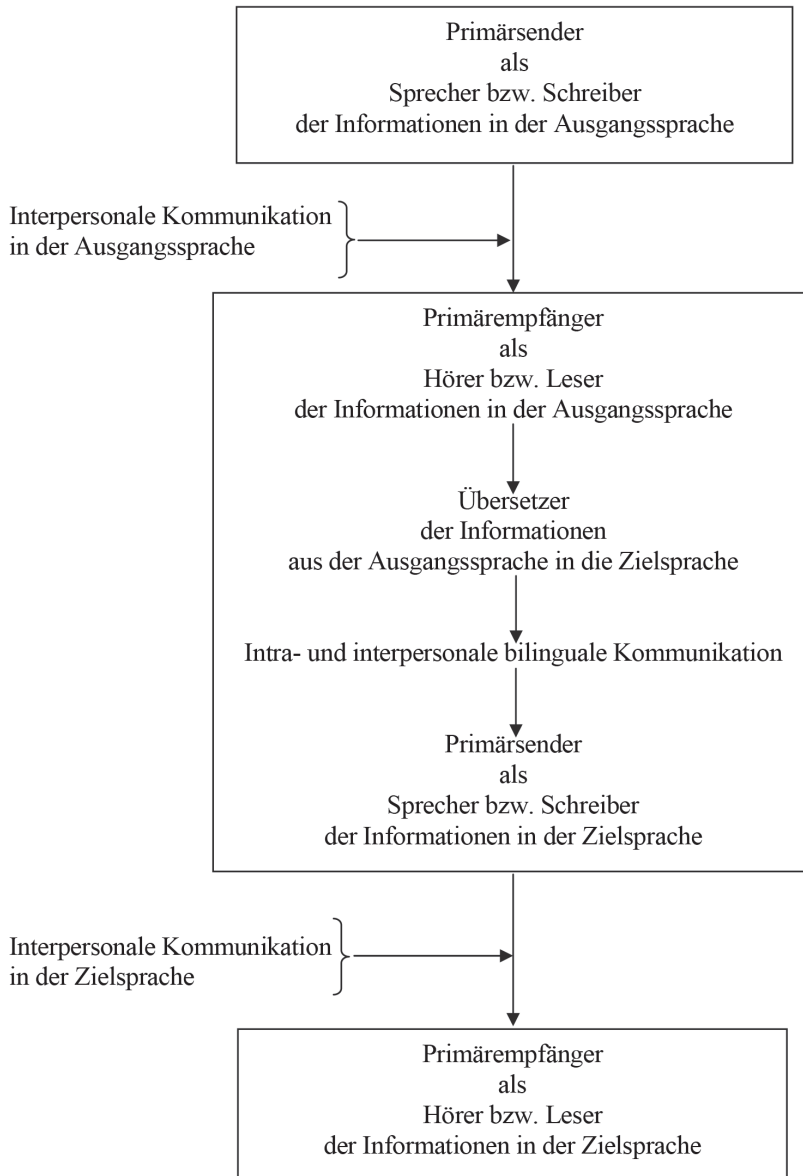 Primärsender
als
Sprecher bzw. Schreiber
der Informationen in der Ausgangssprache
Interpersonale Kommunikation
in der Ausgangssprache
Primärempfänger
als
Hörer bzw. Leser
der Informationen in der Ausgangssprache
Übersetzer
der Informationen
aus der Ausgangssprache in die Zielsprache
Intra- und interpersonale bilinguale Kommunikation
Primärsender
als
Sprecher bzw. Schreiber
der Informationen in der Zielsprache
Interpersonale Kommunikation
in der Zielsprache
Primärempfänger
als
Hörer bzw. Leser
der Informationen in der Zielsprache